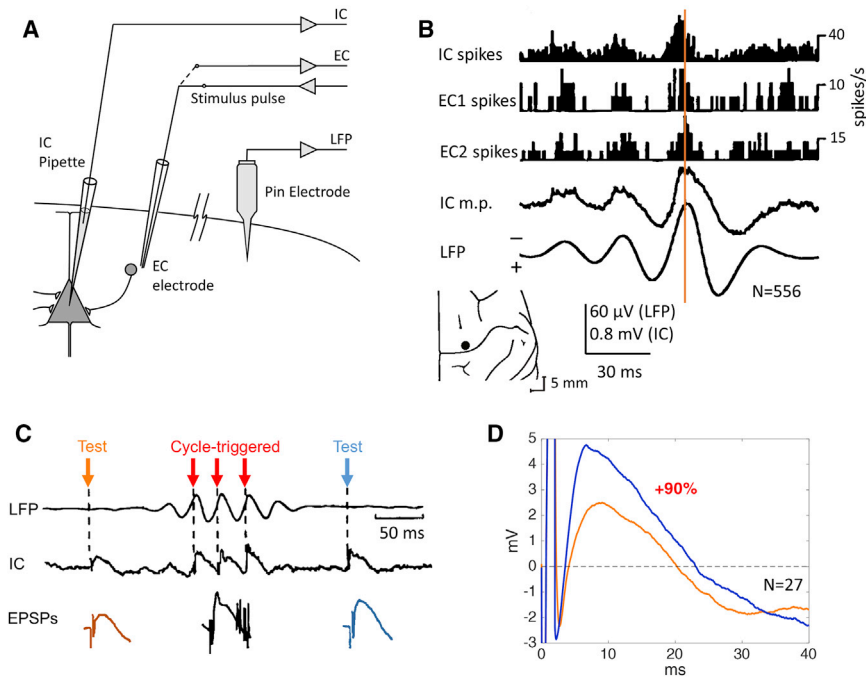 A
IC
EC
Stimulus pulse
LFP
IC
Pipette
Pin Electrode
EC
electrode
B
IC spikes
40
EC1 spikes
10
EC2 spikes
15
spikes/s
IC m.p.
LFP
−
+
N=556
60 µV (LFP)
0.8 mV (IC)
30 ms
5 mm
C
Test
Cycle-triggered
Test
LFP
50 ms
IC
EPSPs
D
5
4
3
2
1
0
-1
-2
-3
mV
+90%
N=27
0
10
20
30
40
ms